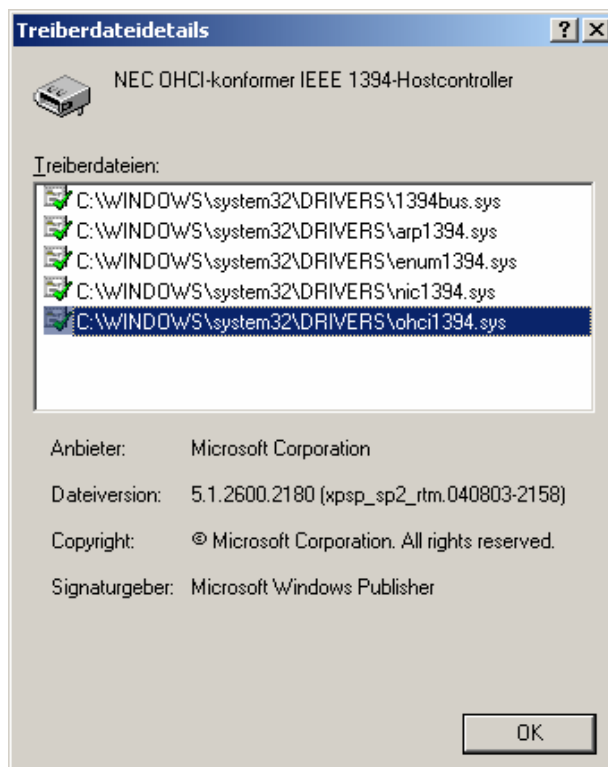 Treiberdateidetails
NEC OHCI-konformer IEEE 1394-Hostcontroller
Treiberdateien:
C:\WINDOWS\system32\DRIVERS\1394bus.sys
C:\WINDOWS\system32\DRIVERS\arp1394.sys
C:\WINDOWS\system32\DRIVERS\enum1394.sys
C:\WINDOWS\system32\DRIVERS\nic1394.sys
C:\WINDOWS\system32\DRIVERS\ohci1394.sys
Anbieter: Microsoft Corporation
Dateiversion: 5.1.2600.2180 (xpsp_sp2_rtm.040803-2158)
Copyright: © Microsoft Corporation. All rights reserved.
Signaturgeber: Microsoft Windows Publisher
OK